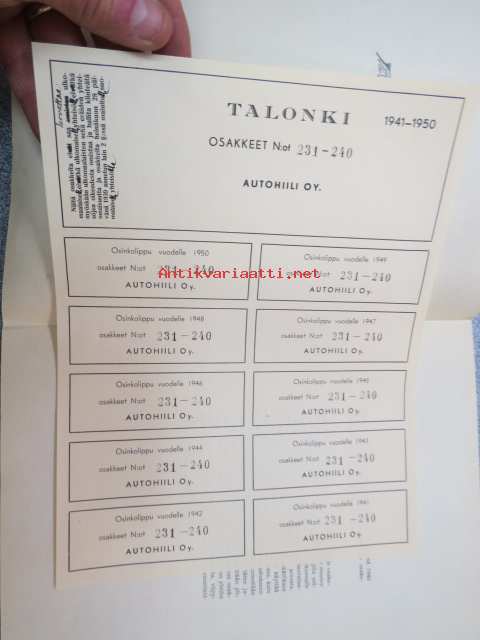 TALONKI
1941-1950
OSAKKEET N:ot 231-240
AUTOHIILI OY.
Osinkolippu vuodelle 1950
osakkeet N:ot 231-240
AUTOHIILI Oy.
Osinkolippu vuodelle 1949
osakkeet N:ot 231-240
AUTOHIILI Oy.
Antikvariaatti.net
Osinkolippu vuodelle 1948
osakkeet N:ot 231-240
AUTOHIILI Oy.
Osinkolippu vuodelle 1947
osakkeet N:ot 231-240
AUTOHIILI Oy.
Osinkolippu vuodelle 1946
osakkeet N:ot 231-240
AUTOHIILI Oy.
Osinkolippu vuodelle 1945
osakkeet N:ot 231-240
AUTOHIILI Oy.
Osinkolippu vuodelle 1944
osakkeet N:ot 231-240
AUTOHIILI Oy.
Osinkolippu vuodelle 1943
osakkeet N:ot 231-240
AUTOHIILI Oy.
Osinkolippu vuodelle 1942
osakkeet N:ot 231-240
AUTOHIILI Oy.
Osinkolippu vuodelle 1941
osakkeet N:ot 231-240
AUTOHIILI Oy.